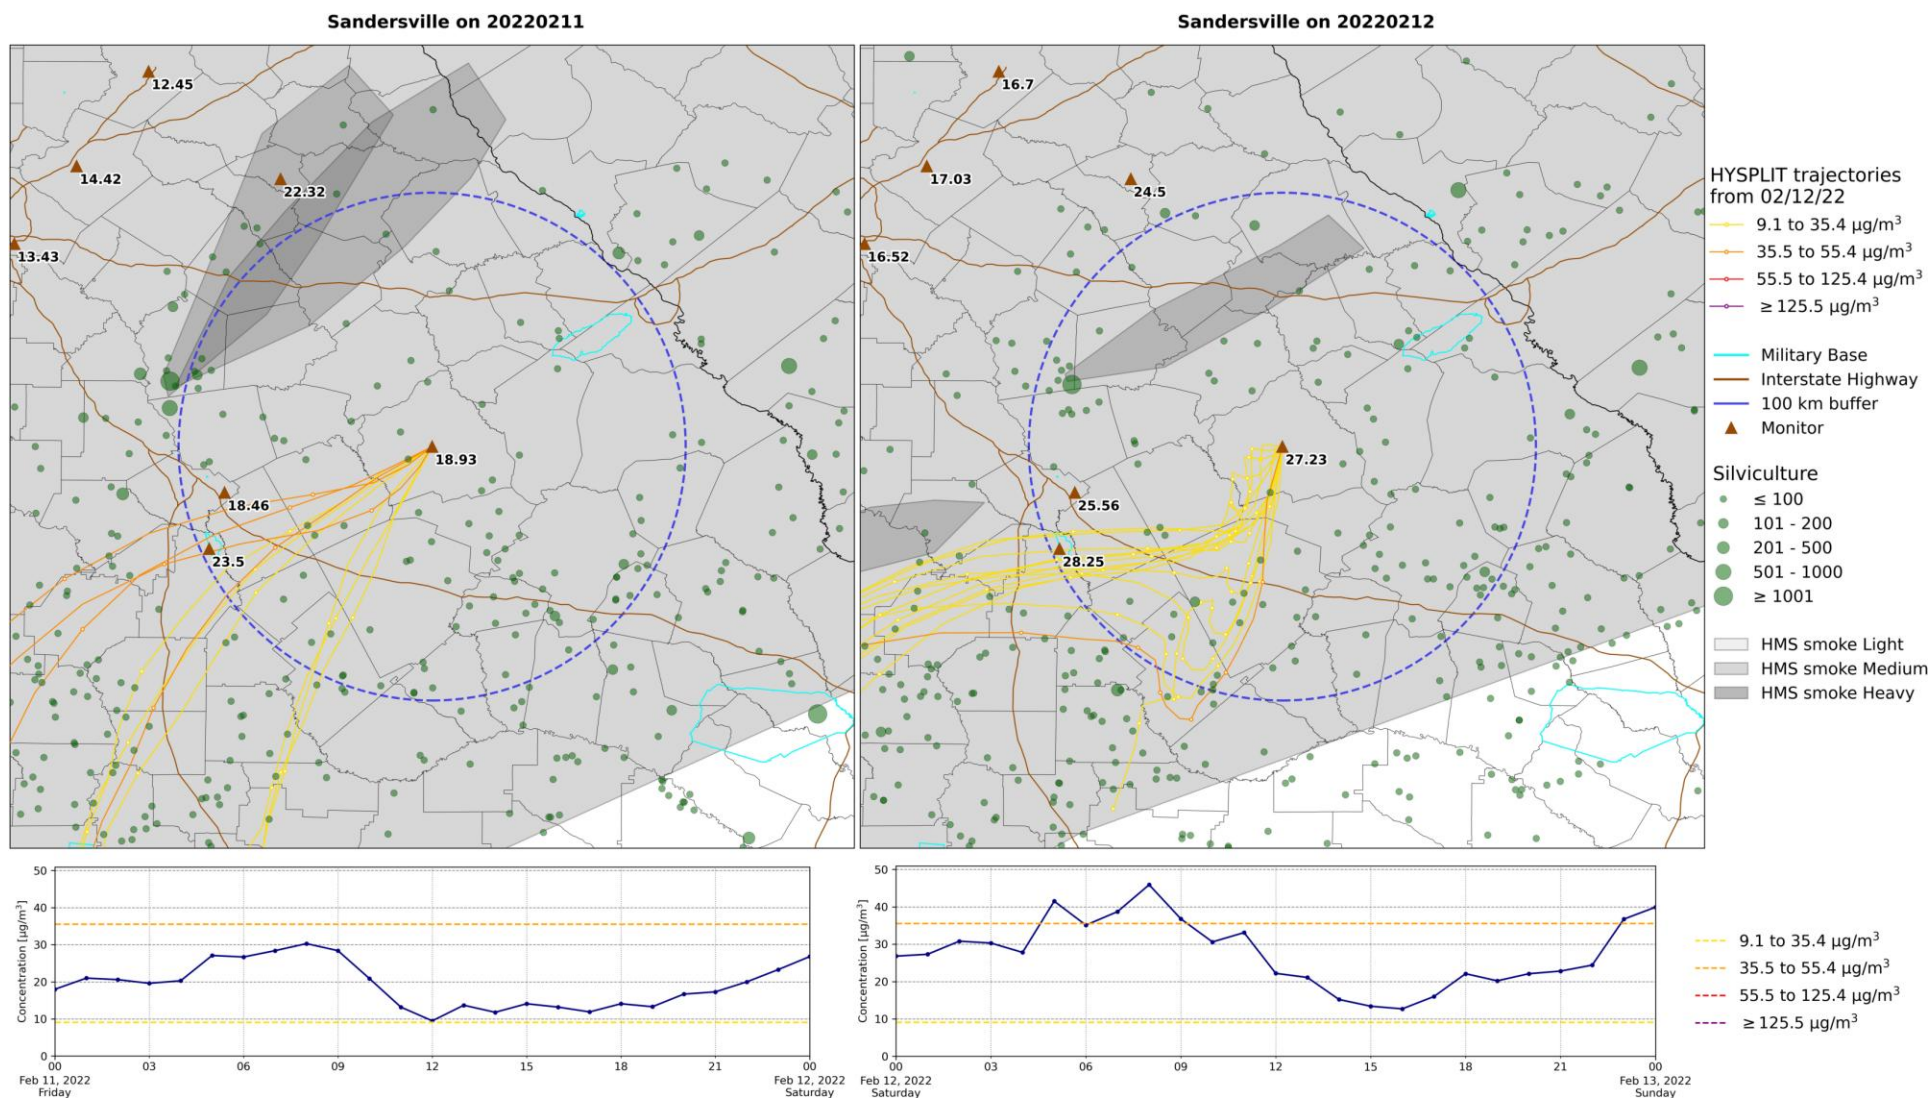 Sandersville on 20220211
Sandersville on 20220212
12.45
14.42
22.32
13.43
18.93
18.46
23.5
16.7
17.03
24.5
16.52
27.23
25.56
28.25
HYSPLIT trajectories
from 02/12/22
9.1 to 35.4 µg/m³
35.5 to 55.4 µg/m³
55.5 to 125.4 µg/m³
≥ 125.5 µg/m³
Military Base
Interstate Highway
100 km buffer
Monitor
Silviculture
≤ 100
101 - 200
201 - 500
501 - 1000
≥ 1001
HMS smoke Light
HMS smoke Medium
HMS smoke Heavy
Concentration [µg/m³]
50
40
30
20
10
0
00
03
06
09
12
15
18
21
00
Feb 11, 2022
Friday
Feb 12, 2022
Saturday
Concentration [µg/m³]
50
40
30
20
10
0
00
03
06
09
12
15
18
21
00
Feb 12, 2022
Saturday
Feb 13, 2022
Sunday
9.1 to 35.4 µg/m³
35.5 to 55.4 µg/m³
55.5 to 125.4 µg/m³
≥ 125.5 µg/m³